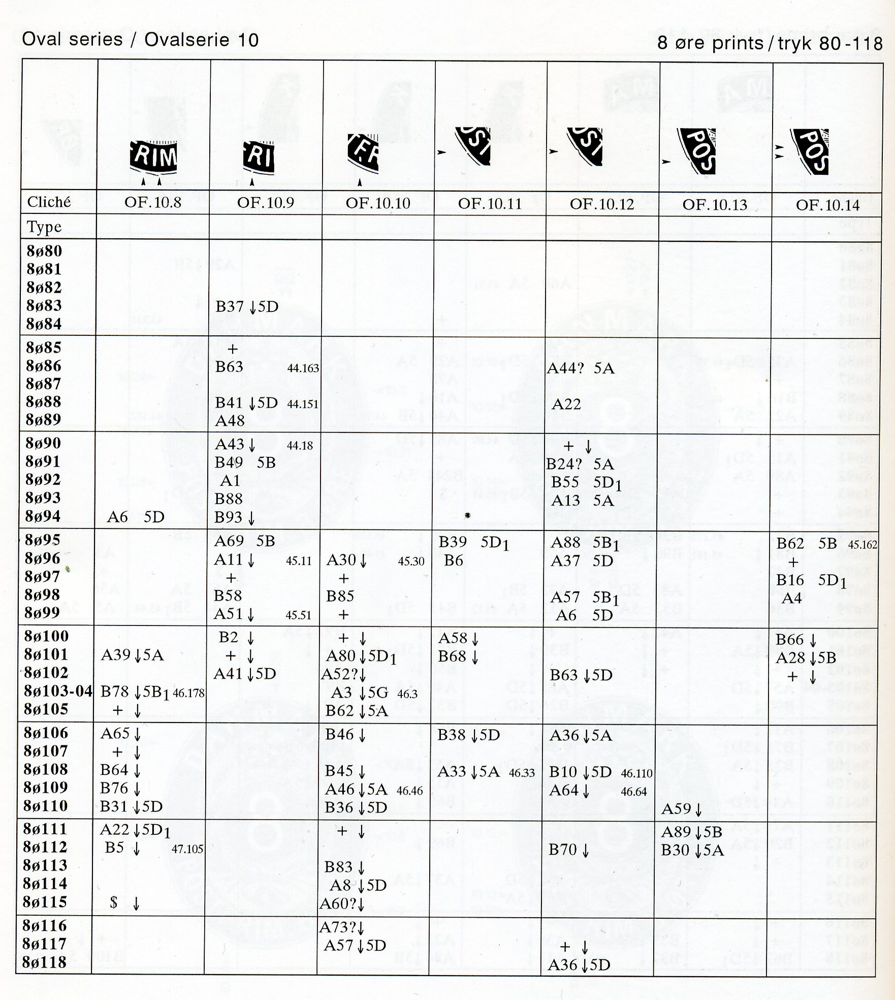 Oval series / Ovalserie 10
8 øre prints / tryk 80-118
RIM RI T.F.F OST OST POS POS
Cliché OF.10.8 OF.10.9 OF.10.10 OF.10.11 OF.10.12 OF.10.13 OF.10.14
Type
8ø80
8ø81
8ø82
8ø83 B37 ↓5D
8ø84
8ø85 +
8ø86 B63 44.163 A44? 5A
8ø87
8ø88 B41 ↓5D 44.151 A22
8ø89 A48
8ø90 A43 ↓ 44.18 + ↓
8ø91 B49 5B B24? 5A
8ø92 A1 B55 5D1
8ø93 B88 A13 5A
8ø94 A6 5D B93 ↓
8ø95 A69 5B B39 5D1 A88 5B1 B62 5B 45.162
8ø96 A11 ↓ 45.11 A30 ↓ 45.30 B6 A37 5D +
8ø97 + + B16 5D1
8ø98 B58 B85 A57 5B1 A4
8ø99 A51 ↓ 45.51 + A6 5D
8ø100 B2 ↓ + ↓ A58 ↓ B66 ↓
8ø101 A39 ↓5A + ↓ A80 ↓5D1 B68 ↓ A28 ↓5B
8ø102 A41 ↓5D A52?↓ B63 ↓5D + ↓
8ø103-04 B78 ↓5B1 46.178 A3 ↓5G 46.3
8ø105 + ↓ B62 ↓5A
8ø106 A65 ↓ B46 ↓ B38 ↓5D A36 ↓5A
8ø107 + ↓
8ø108 B64 ↓ B45 ↓ A33 ↓5A 46.33 B10 ↓5D 46.110
8ø109 B76 ↓ A46 ↓5A 46.46 A64 ↓ 46.64
8ø110 B31 ↓5D B36 ↓5D A59 ↓
8ø111 A22 ↓5D1 + ↓ A89 ↓5B
8ø112 B5 ↓ 47.105 B70 ↓ B30 ↓5A
8ø113 B83 ↓
8ø114 A8 ↓5D
8ø115 $ ↓ A60?↓
8ø116 A73?↓
8ø117 A57 ↓5D + ↓
8ø118 A36 ↓5D